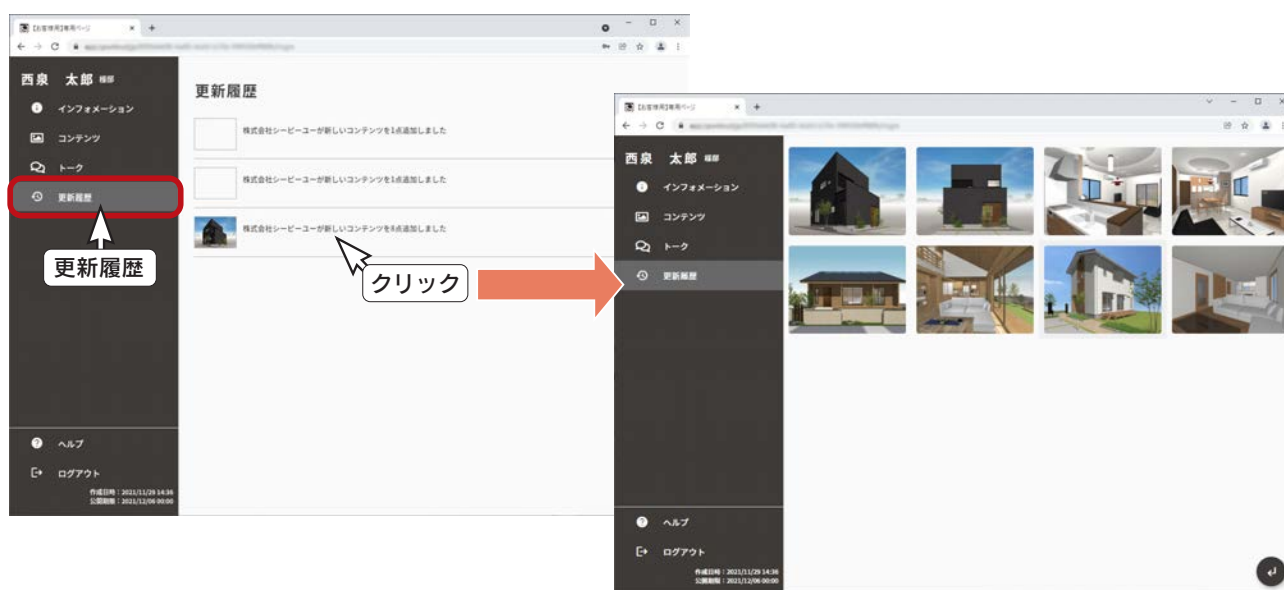 【お客様用】専用ページ
西泉 太郎 様邸
インフォメーション
コンテンツ
トーク
更新履歴
更新履歴
ヘルプ
ログアウト
作成日時：2021/11/29 14:36
公開期限：2021/12/06 00:00
更新履歴
株式会社シーピーユーが新しいコンテンツを1点追加しました
株式会社シーピーユーが新しいコンテンツを1点追加しました
株式会社シーピーユーが新しいコンテンツを8点追加しました
クリック
【お客様用】専用ページ
西泉 太郎 様邸
インフォメーション
コンテンツ
トーク
更新履歴
ヘルプ
ログアウト
作成日時：2021/11/29 14:36
公開期限：2021/12/06 00:00